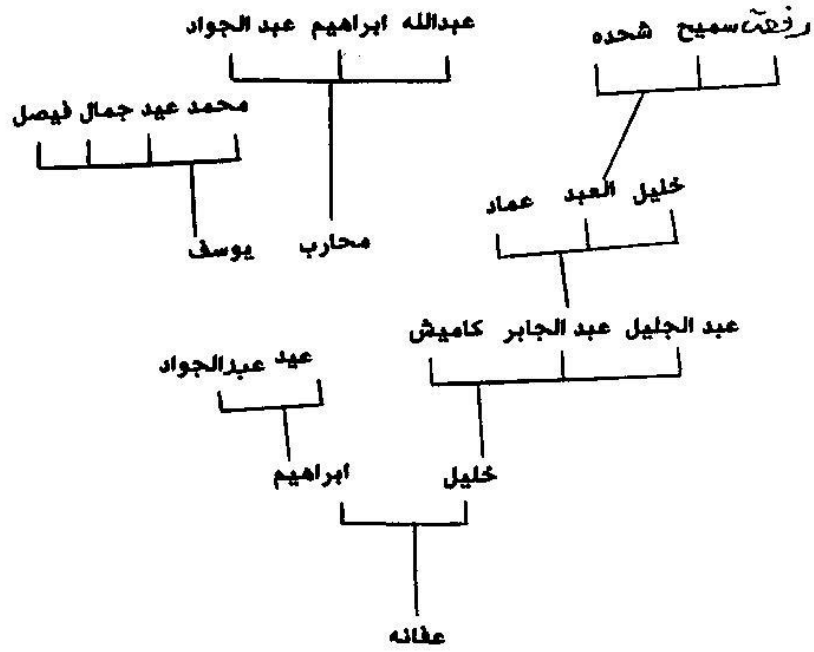 رفعت سميح شحده
عبدالله ابراهيم عبد الجواد
محمد عيد جمال فيصل
خليل العبد عماد
محارب
يوسف
عبد الجليل عبد الجابر كاميش
عيد عبدالجواد
خليل
ابراهيم
عفانه